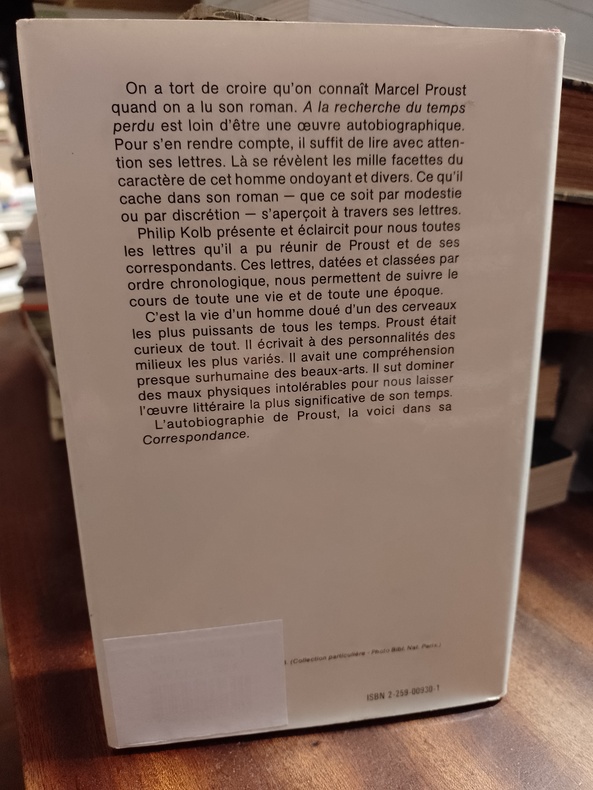 On a tort de croire qu'on connaît Marcel Proust
quand on a lu son roman. A la recherche du temps
perdu est loin d'être une œuvre autobiographique.
Pour s'en rendre compte, il suffit de lire avec atten-
tion ses lettres. Là se révèlent les mille facettes du
caractère de cet homme ondoyant et divers. Ce qu'il
cache dans son roman — que ce soit par modestie
ou par discrétion — s'aperçoit à travers ses lettres.
Philip Kolb présente et éclaircit pour nous toutes
les lettres qu'il a pu réunir de Proust et de ses
correspondants. Ces lettres, datées et classées par
ordre chronologique, nous permettent de suivre le
cours de toute une vie et de toute une époque.
C'est la vie d'un homme doué d'un des cerveaux
les plus puissants de tous les temps. Proust était
curieux de tout. Il écrivait à des personnalités des
milieux les plus variés. Il avait une compréhension
presque surhumaine des beaux-arts. Il sut dominer
des maux physiques intolérables pour nous laisser
l'œuvre littéraire la plus significative de son temps.
L'autobiographie de Proust, la voici dans sa
Correspondance.
(Collection particulière - Photo Bibl. Nat. Paris.)
ISBN 2-259-00930-1